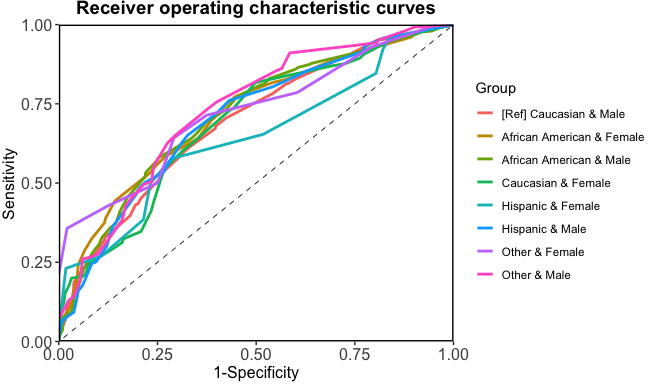 Receiver operating characteristic curves
1.00
0.75
0.50
0.25
0.00
Sensitivity
0.00 0.25 0.50 0.75 1.00
1-Specificity
Group
[Ref] Caucasian & Male
African American & Female
African American & Male
Caucasian & Female
Hispanic & Female
Hispanic & Male
Other & Female
Other & Male